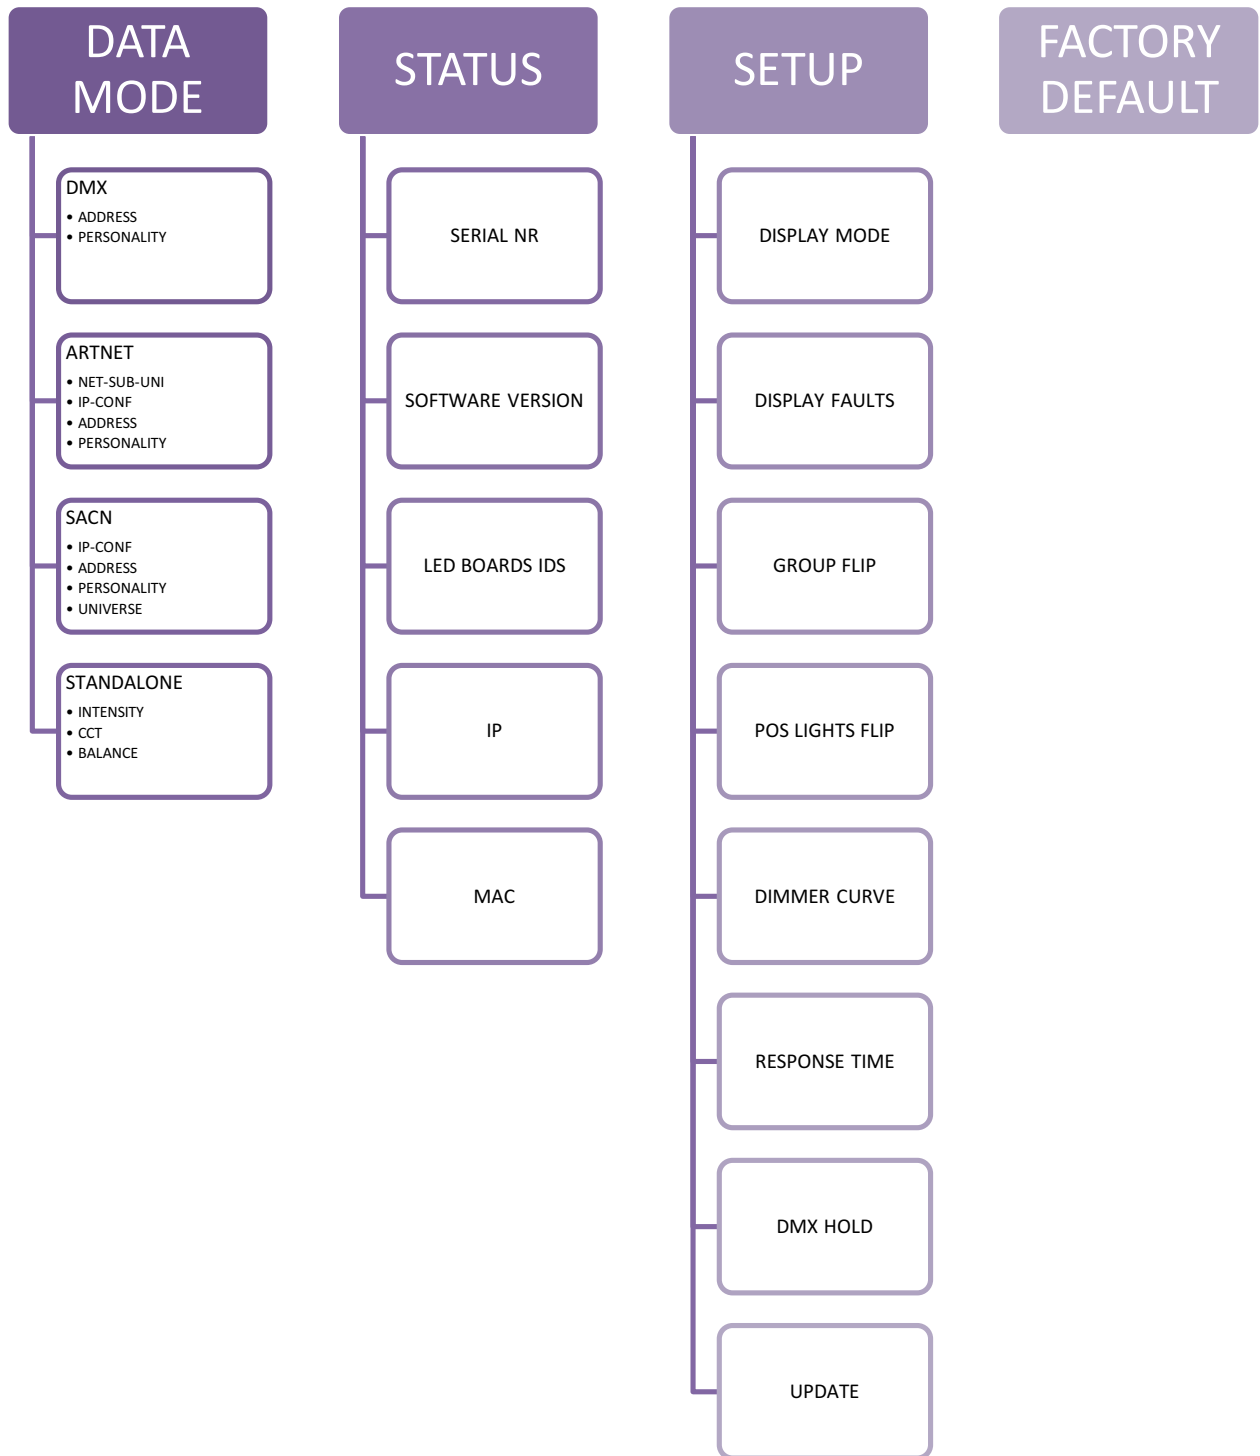 DATA
MODE
DMX
• ADDRESS
• PERSONALITY
ARTNET
• NET-SUB-UNI
• IP-CONF
• ADDRESS
• PERSONALITY
SACN
• IP-CONF
• ADDRESS
• PERSONALITY
• UNIVERSE
STANDALONE
• INTENSITY
• CCT
• BALANCE
STATUS
SERIAL NR
SOFTWARE VERSION
LED BOARDS IDS
IP
MAC
SETUP
DISPLAY MODE
DISPLAY FAULTS
GROUP FLIP
POS LIGHTS FLIP
DIMMER CURVE
RESPONSE TIME
DMX HOLD
UPDATE
FACTORY
DEFAULT